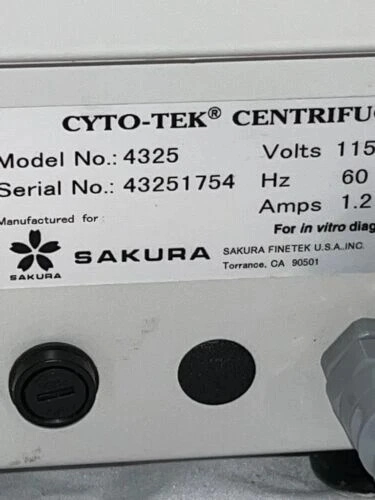 CYTO-TEK® CENTRIFU
Model No.: 4325
Volts 115
Serial No.: 43251754
Hz 60
Amps 1.2
Manufactured for
For in vitro diag
SAKURA
SAKURA
SAKURA FINETEK U.S.A.,INC.
Torrance, CA 90501